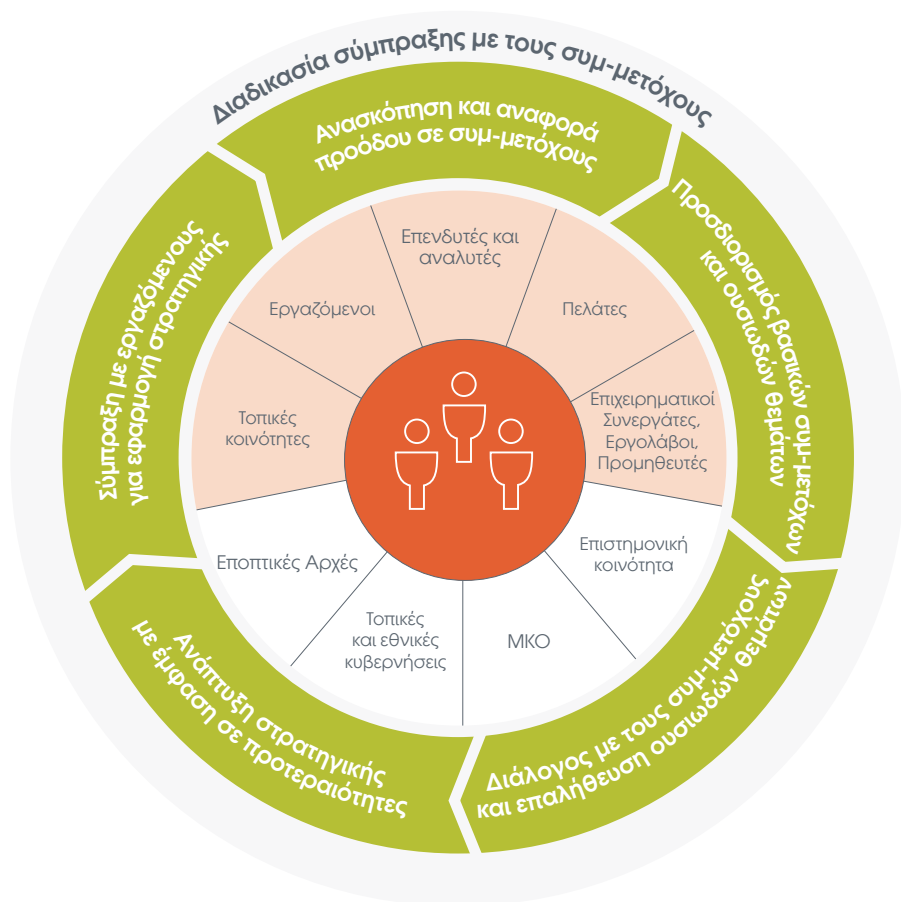 Διαδικασία σύμπραξης με τους συμ-μετόχους
Ανασκόπηση και αναφορά
προόδου σε συμ-μετόχους
Προσδιορισμός βασικών συμ-μετόχων
και ουσιωδών θεμάτων
Διάλογος με τους συμ-μετόχους
και επαλήθευση ουσιωδών θεμάτων
Ανάπτυξη στρατηγικής
με έμφαση σε προτεραιότητες
Σύμπραξη με εργαζόμενους
για εφαρμογή στρατηγικής
Επενδυτές και
αναλυτές
Πελάτες
Επιχειρηματικοί
Συνεργάτες,
Εργολάβοι,
Προμηθευτές
Επιστημονική
κοινότητα
ΜΚΟ
Τοπικές
και εθνικές
κυβερνήσεις
Εποπτικές Αρχές
Τοπικές
κοινότητες
Εργαζόμενοι